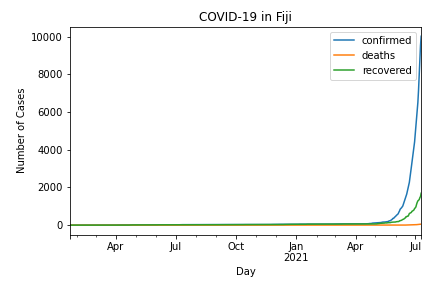 COVID-19 in Fiji
confirmed
deaths
recovered
10000
8000
6000
4000
2000
0
Number of Cases
Apr Jul Oct Jan Apr Jul
2021
Day